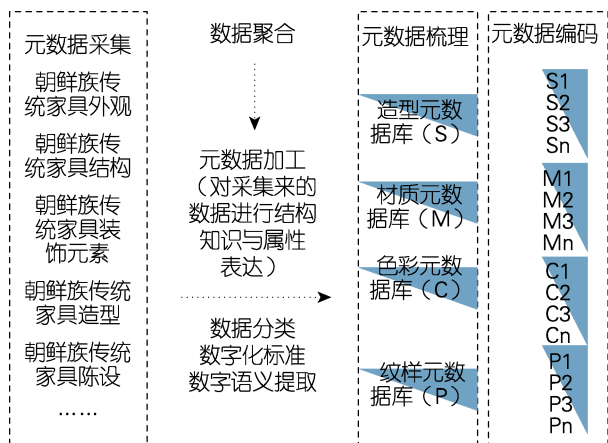 元数据采集
朝鲜族传
统家具外观
朝鲜族传
统家具结构
朝鲜族传
统家具装
饰元素
朝鲜族传统
家具造型
朝鲜族传统
家具陈设
……
数据聚合
元数据加工
（对采集来的
数据进行结构
知识与属性
表达）
数据分类
数字化标准
数字语义提取
元数据梳理
造型元数
据库（S）
材质元数
据库（M）
色彩元数
据库（C）
纹样元数
据库（P）
元数据编码
S1
S2
S3
Sn
M1
M2
M3
Mn
C1
C2
C3
Cn
P1
P2
P3
Pn